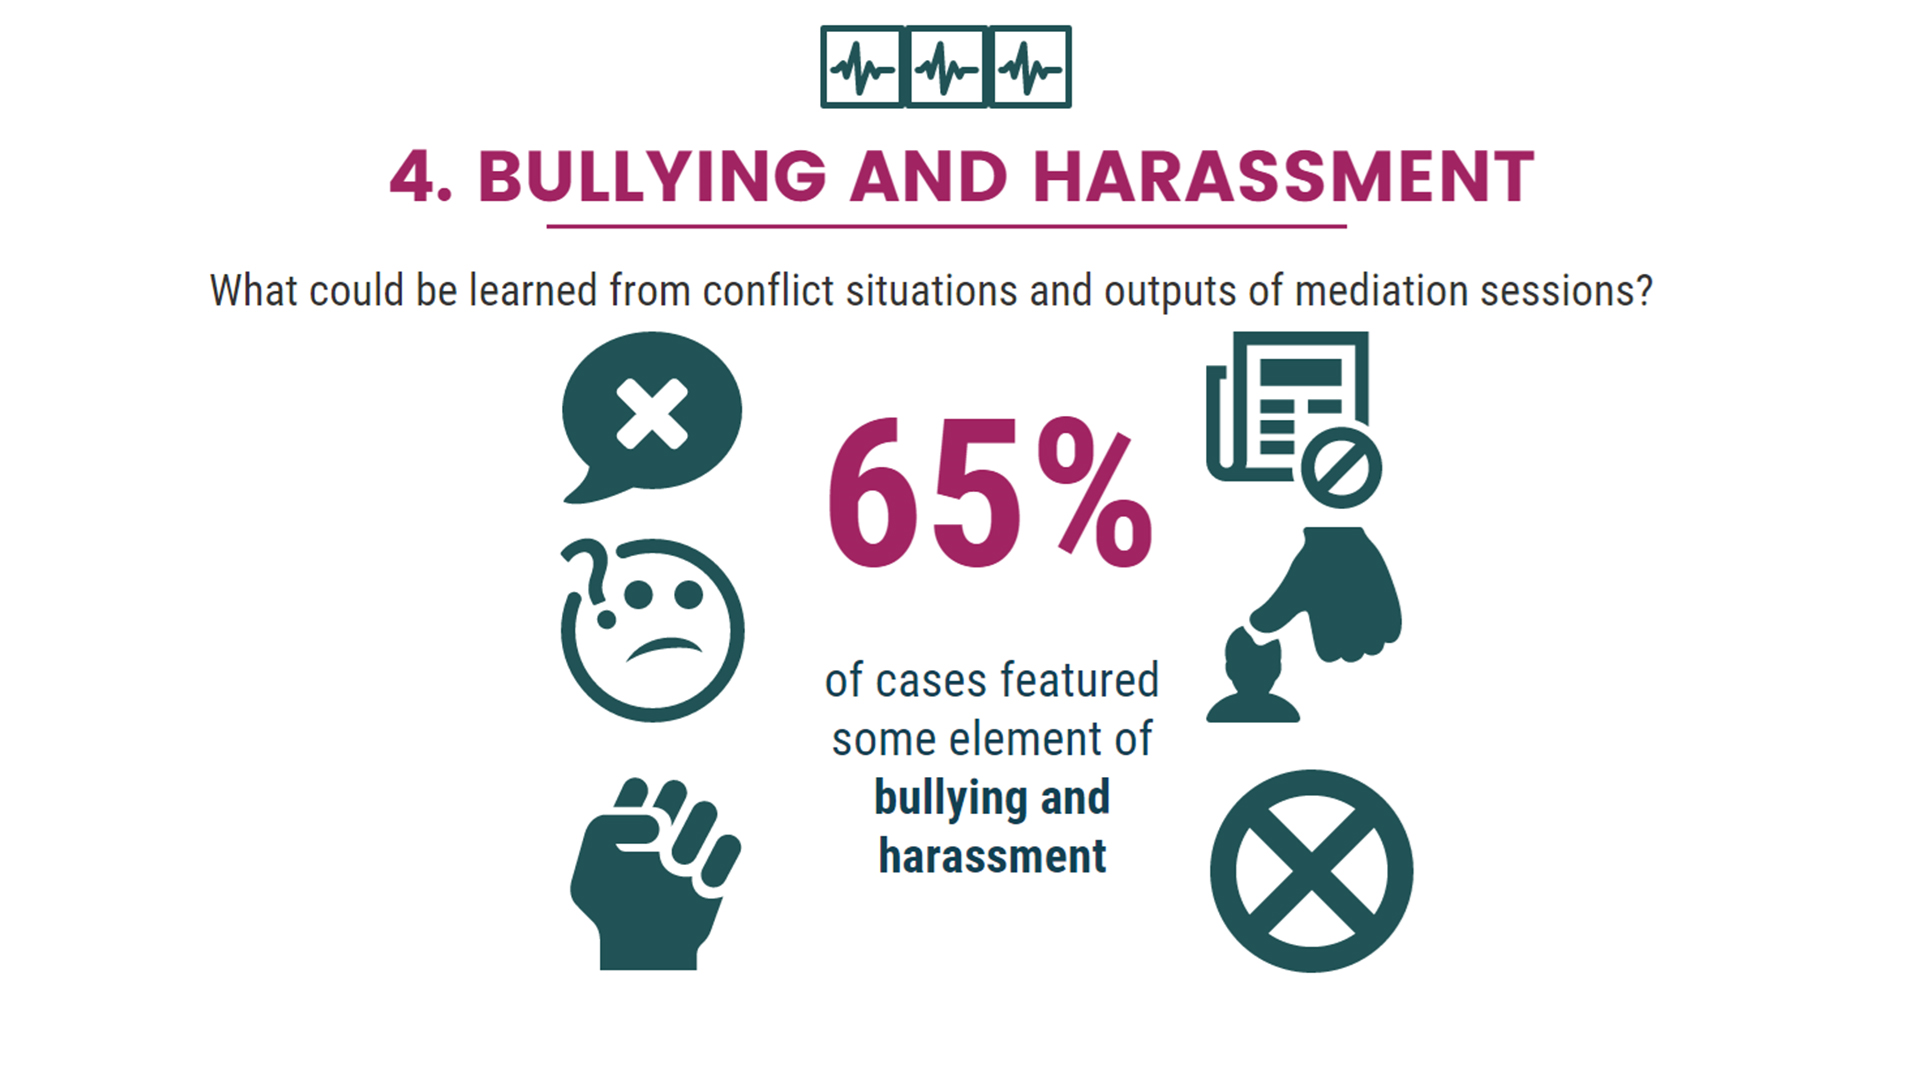 4. BULLYING AND HARASSMENT
What could be learned from conflict situations and outputs of mediation sessions?
65%
of cases featured
some element of
bullying and
harassment